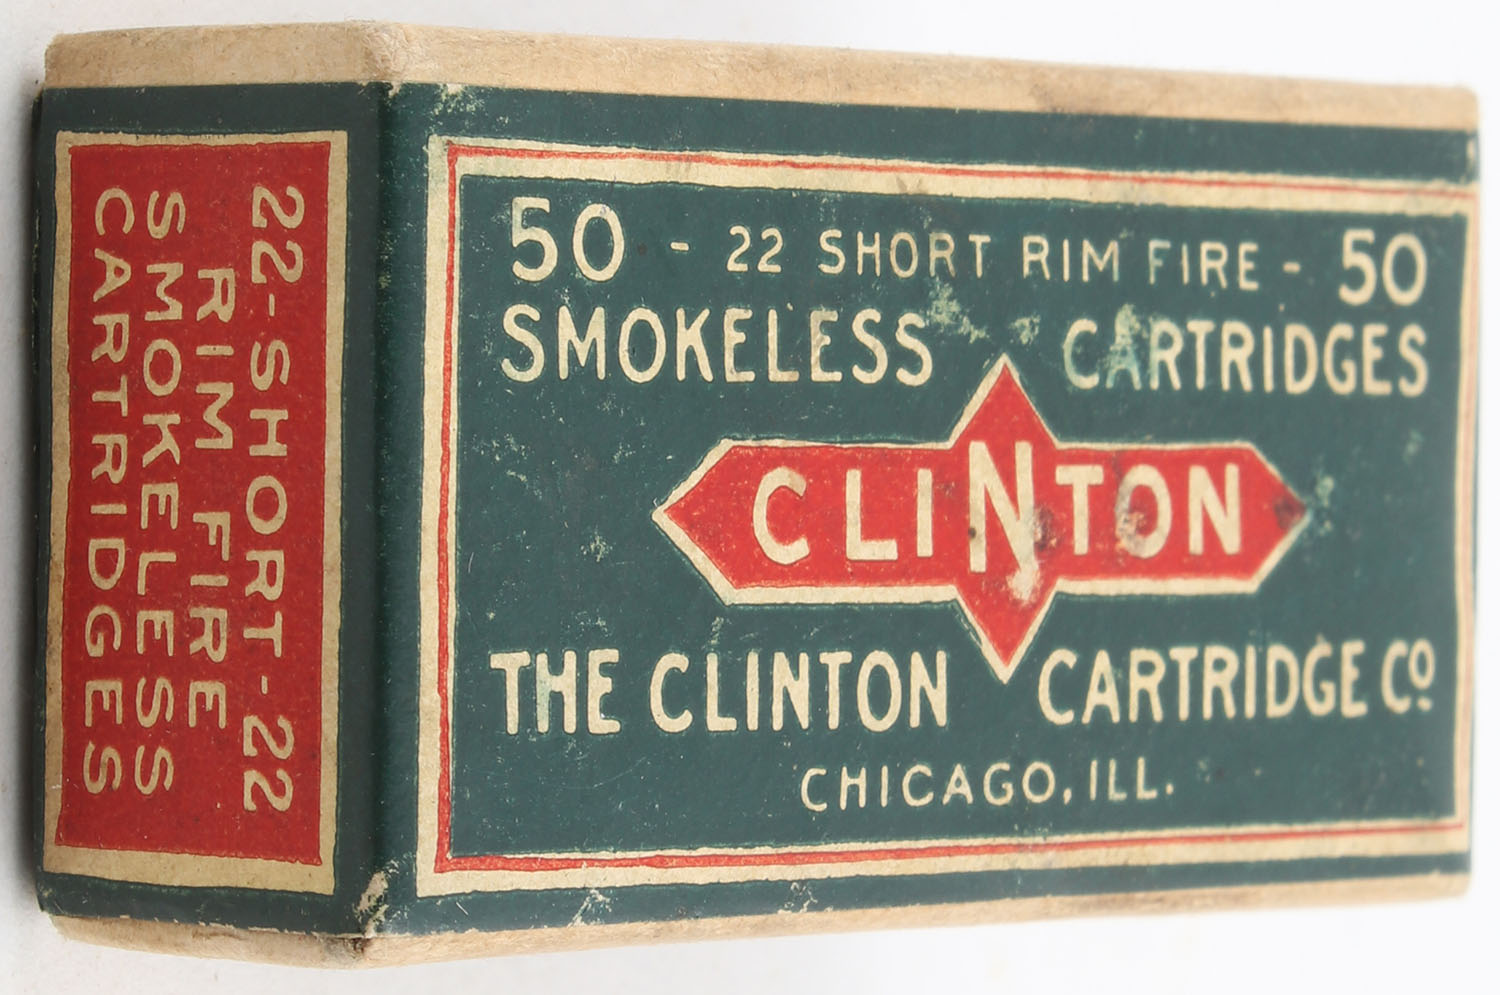 50 - 22 SHORT RIM FIRE - 50
SMOKELESS CARTRIDGES
CLINTON
THE CLINTON CARTRIDGE Cº
CHICAGO, ILL.
22-SHORT-22
RIM FIRE
SMOKELESS
CARTRIDGES